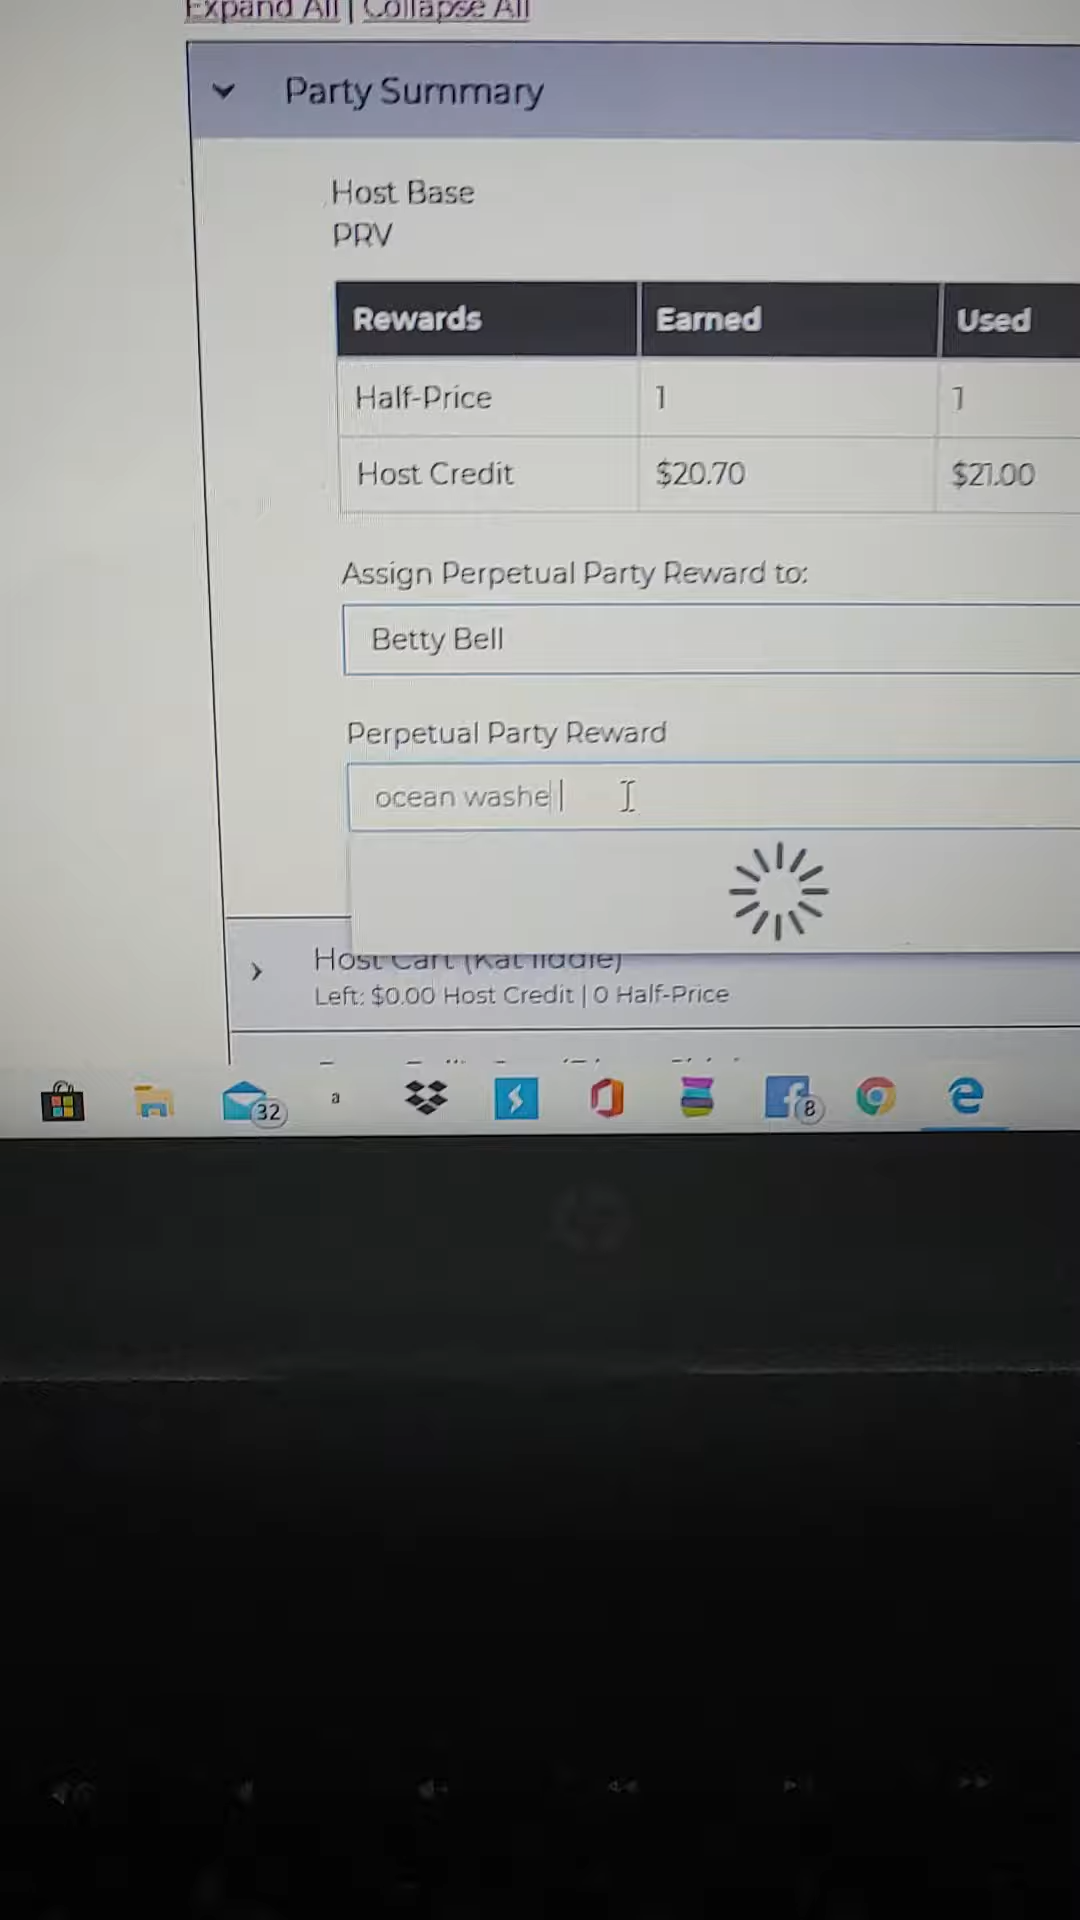 Expand All | Collapse All
Party Summary
Host Base
PRV
Rewards Earned Used
Half-Price 1 1
Host Credit $20.70 $21.00
Assign Perpetual Party Reward to:
Betty Bell
Perpetual Party Reward
ocean washe
Host Cart
Left: $0.00 Host Credit | 0 Half-Price
32 a 8